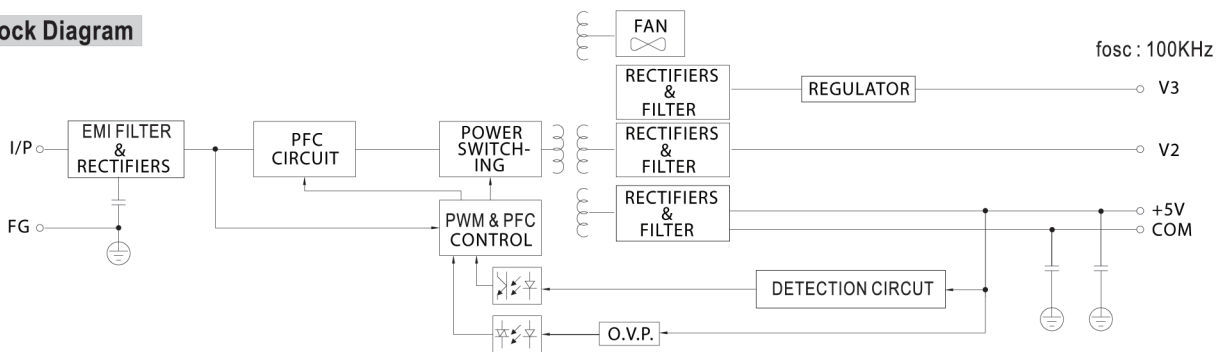 ock Diagram
fosc : 100KHz
FAN
RECTIFIERS
&
FILTER
REGULATOR
V3
I/P
EMI FILTER
&
RECTIFIERS
PFC
CIRCUIT
POWER
SWITCH-
ING
RECTIFIERS
&
FILTER
V2
FG
PWM & PFC
CONTROL
RECTIFIERS
&
FILTER
+5V
COM
DETECTION CIRCUT
O.V.P.